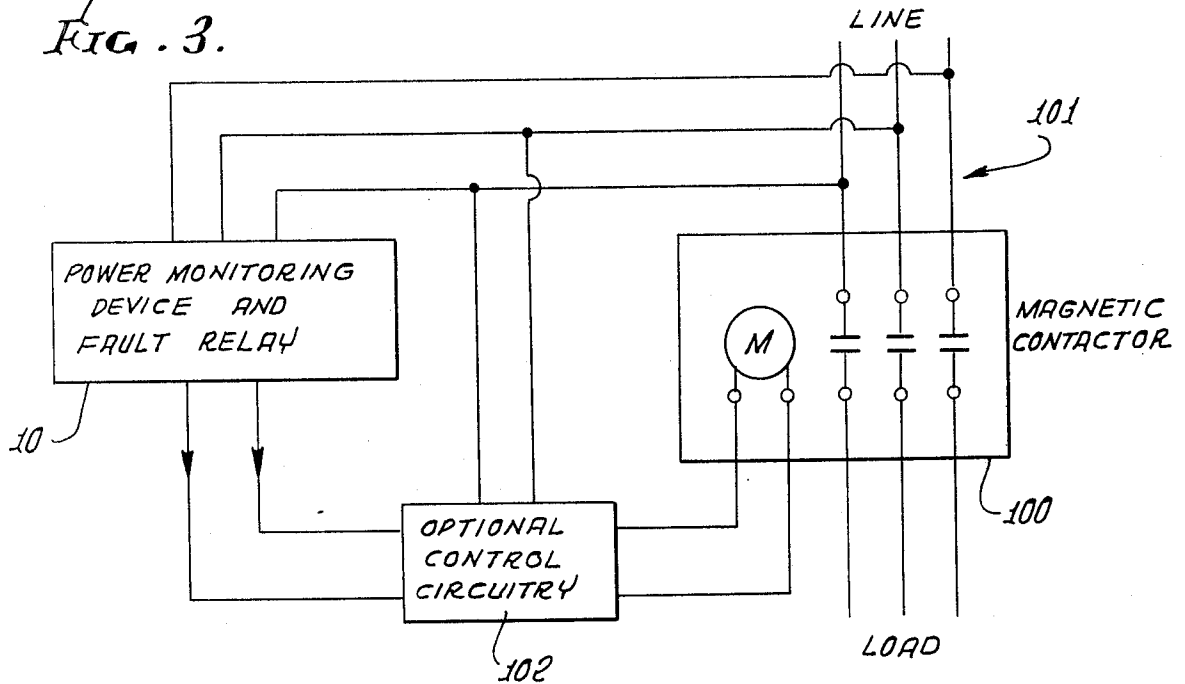 FIG. 3.
LINE
101
POWER MONITORING
DEVICE AND
FAULT RELAY
M
MAGNETIC
CONTACTOR
10
100
OPTIONAL
CONTROL
CIRCUITRY
102
LOAD